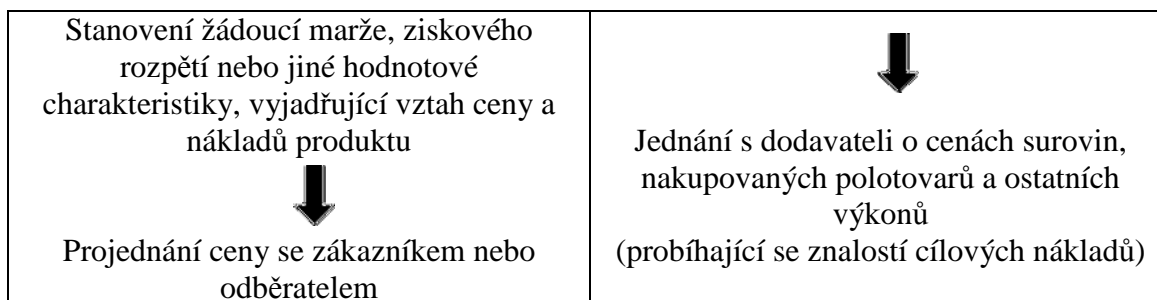 Stanovení žádoucí marže, ziskového
rozpětí nebo jiné hodnotové
charakteristiky, vyjadřující vztah ceny a
nákladů produktu
Projednání ceny se zákazníkem nebo
odběratelem
Jednání s dodavateli o cenách surovin,
nakupovaných polotovarů a ostatních
výkonů
(probíhající se znalostí cílových nákladů)